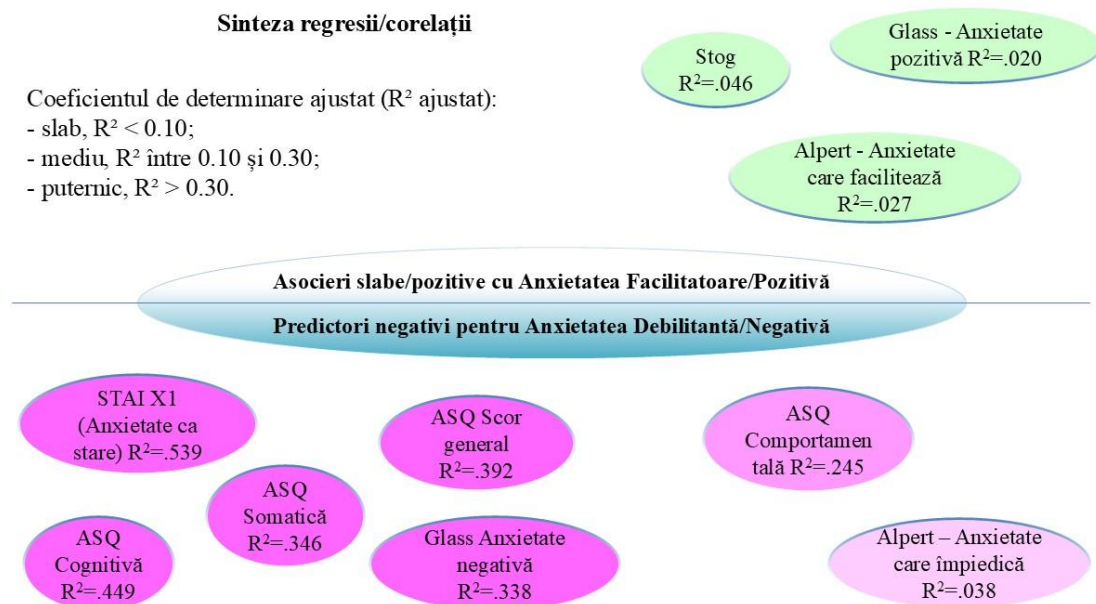 Sinteza regresii/corelații
Coeficientul de determinare ajustat (R² ajustat):
- slab, R² < 0.10;
- mediu, R² între 0.10 și 0.30;
- puternic, R² > 0.30.
Stog
R²=.046
Glass - Anxietate
pozitivă R²=.020
Alpert - Anxietate
care facilitează
R²=.027
Asocieri slabe/pozitive cu Anxietatea Facilitatoare/Pozitivă
Predictori negativi pentru Anxietatea Debilitantă/Negativă
STAI X1
(Anxietate ca
stare) R²=.539
ASQ
Cognitivă
R²=.449
ASQ
Somatică
R²=.346
ASQ Scor
general
R²=.392
Glass Anxietate
negativă
R²=.338
ASQ
Comportamen
tală R²=.245
Alpert – Anxietate
care împiedică
R²=.038